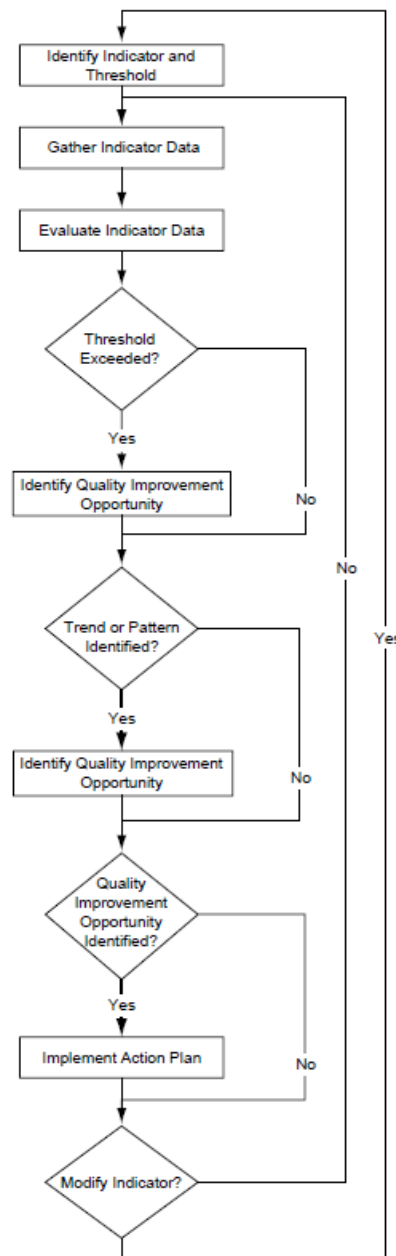 Identify Indicator and
Threshold
Gather Indicator Data
Evaluate Indicator Data
Threshold
Exceeded?
Yes
Identify Quality Improvement
Opportunity
No
No
Trend or Pattern
Identified?
Yes
Yes
Identify Quality Improvement
Opportunity
No
Quality
Improvement
Opportunity
Identified?
Yes
Implement Action Plan
No
Modify Indicator?